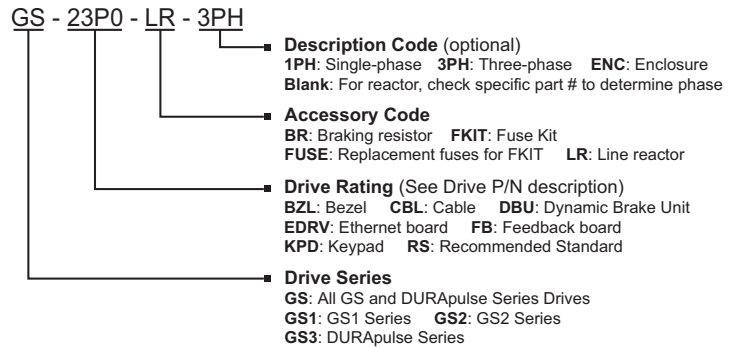 GS - 23P0 - LR - 3PH
Description Code (optional)
1PH: Single-phase 3PH: Three-phase ENC: Enclosure
Blank: For reactor, check specific part # to determine phase
Accessory Code
BR: Braking resistor FKIT: Fuse Kit
FUSE: Replacement fuses for FKIT LR: Line reactor
Drive Rating (See Drive P/N description)
BZL: Bezel CBL: Cable DBU: Dynamic Brake Unit
EDRV: Ethernet board FB: Feedback board
KPD: Keypad RS: Recommended Standard
Drive Series
GS: All GS and DURApulse Series Drives
GS1: GS1 Series GS2: GS2 Series
GS3: DURApulse Series